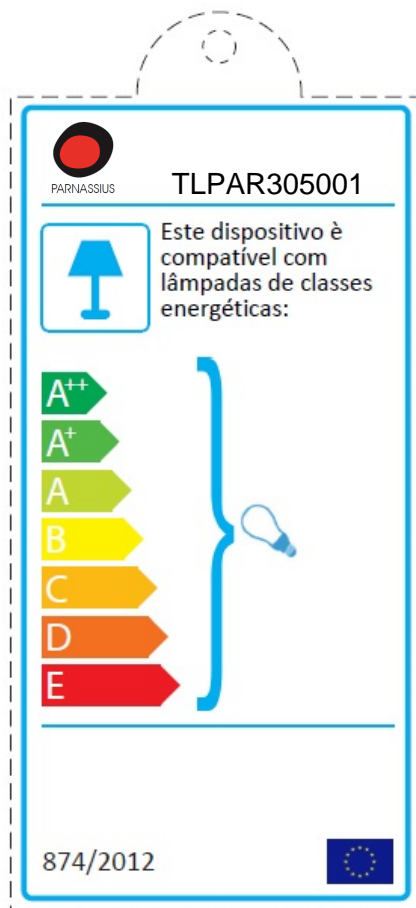 PARNASSIUS
TLPAR305001
Este dispositivo è
compatível com
lâmpadas de classes
energéticas:
A++
A+
A
B
C
D
E
874/2012